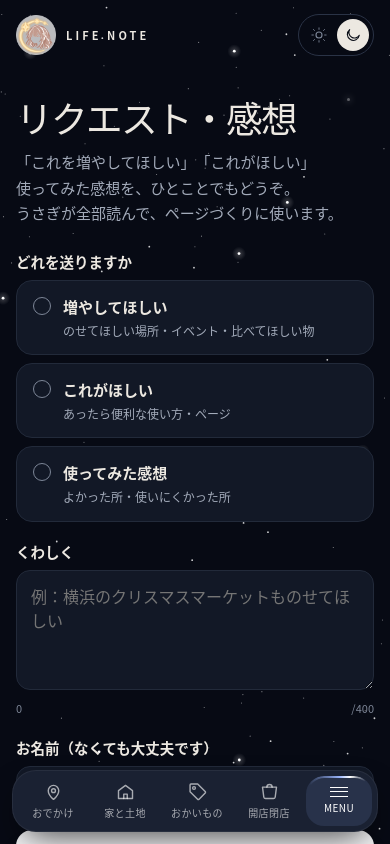 LIFE.NOTE
リクエスト・感想
「これを増やしてほしい」「これがほしい」
使ってみた感想を、ひとことでもどうぞ。
うさぎが全部読んで、ページづくりに使います。
どれを送りますか
増やしてほしい
のせてほしい場所・イベント・比べてほしい物
これがほしい
あったら便利な使い方・ページ
使ってみた感想
よかった所・使いにくかった所
くわしく
例：横浜のクリスマスマーケットものせてほ
しい
0 /400
お名前（なくても大丈夫です）
おでかけ 家と土地 おかいもの 開店閉店 MENU